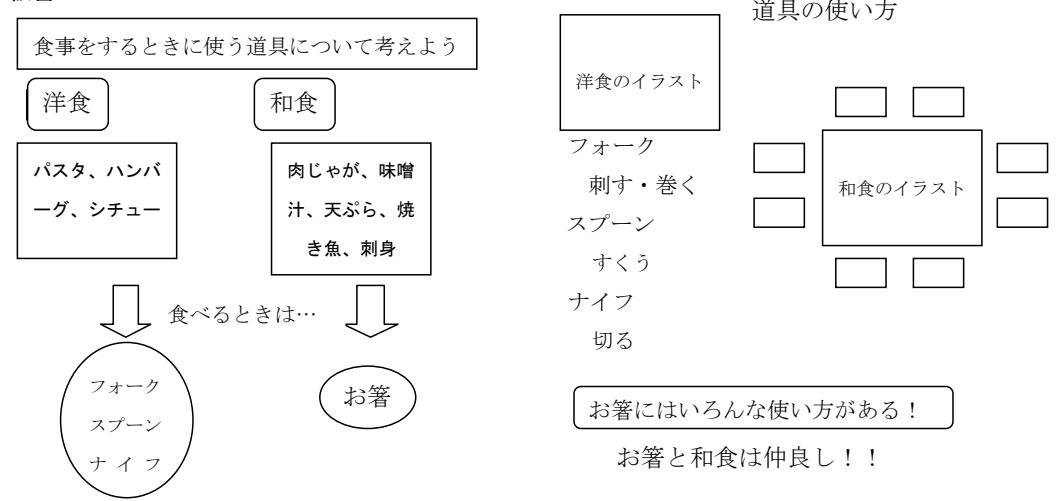 食事をするときに使う道具について考えよう
洋食
和食
パスタ、ハンバ
ーグ、シチュー
肉じゃが、味噌
汁、天ぷら、焼
き魚、刺身
食べるときは…
フォーク
スプーン
ナイフ
お箸
道具の使い方
洋食のイラスト
フォーク
刺す・巻く
スプーン
すくう
ナイフ
切る
和食のイラスト
お箸にはいろんな使い方がある！
お箸と和食は仲良し！！